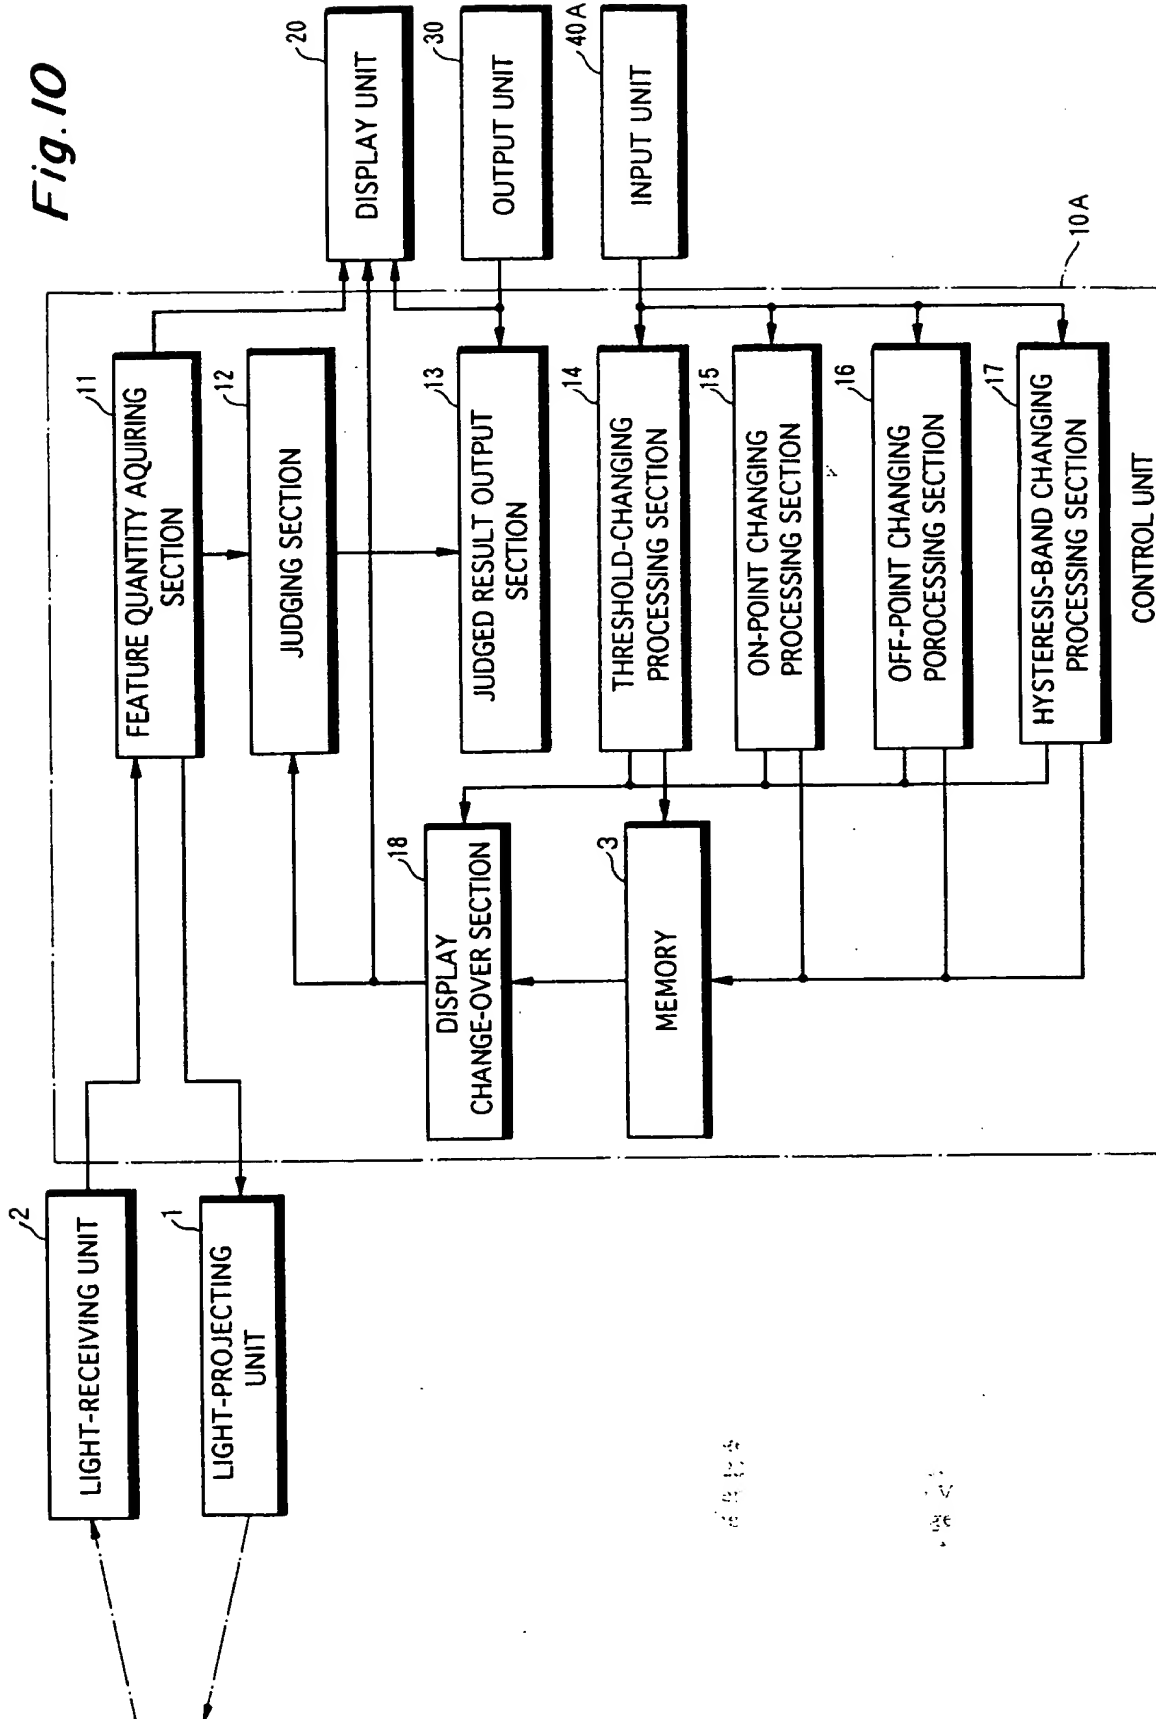 Fig.10
2
LIGHT-RECEIVING UNIT
1
LIGHT-PROJECTING
UNIT
11
FEATURE QUANTITY AQUIRING
SECTION
12
JUDGING SECTION
13
JUDGED RESULT OUTPUT
SECTION
14
THRESHOLD-CHANGING
PROCESSING SECTION
15
ON-POINT CHANGING
PROCESSING SECTION
16
OFF-POINT CHANGING
POROCESSING SECTION
17
HYSTERESIS-BAND CHANGING
PROCESSING SECTION
18
DISPLAY
CHANGE-OVER SECTION
3
MEMORY
20
DISPLAY UNIT
30
OUTPUT UNIT
40A
INPUT UNIT
10A
CONTROL UNIT